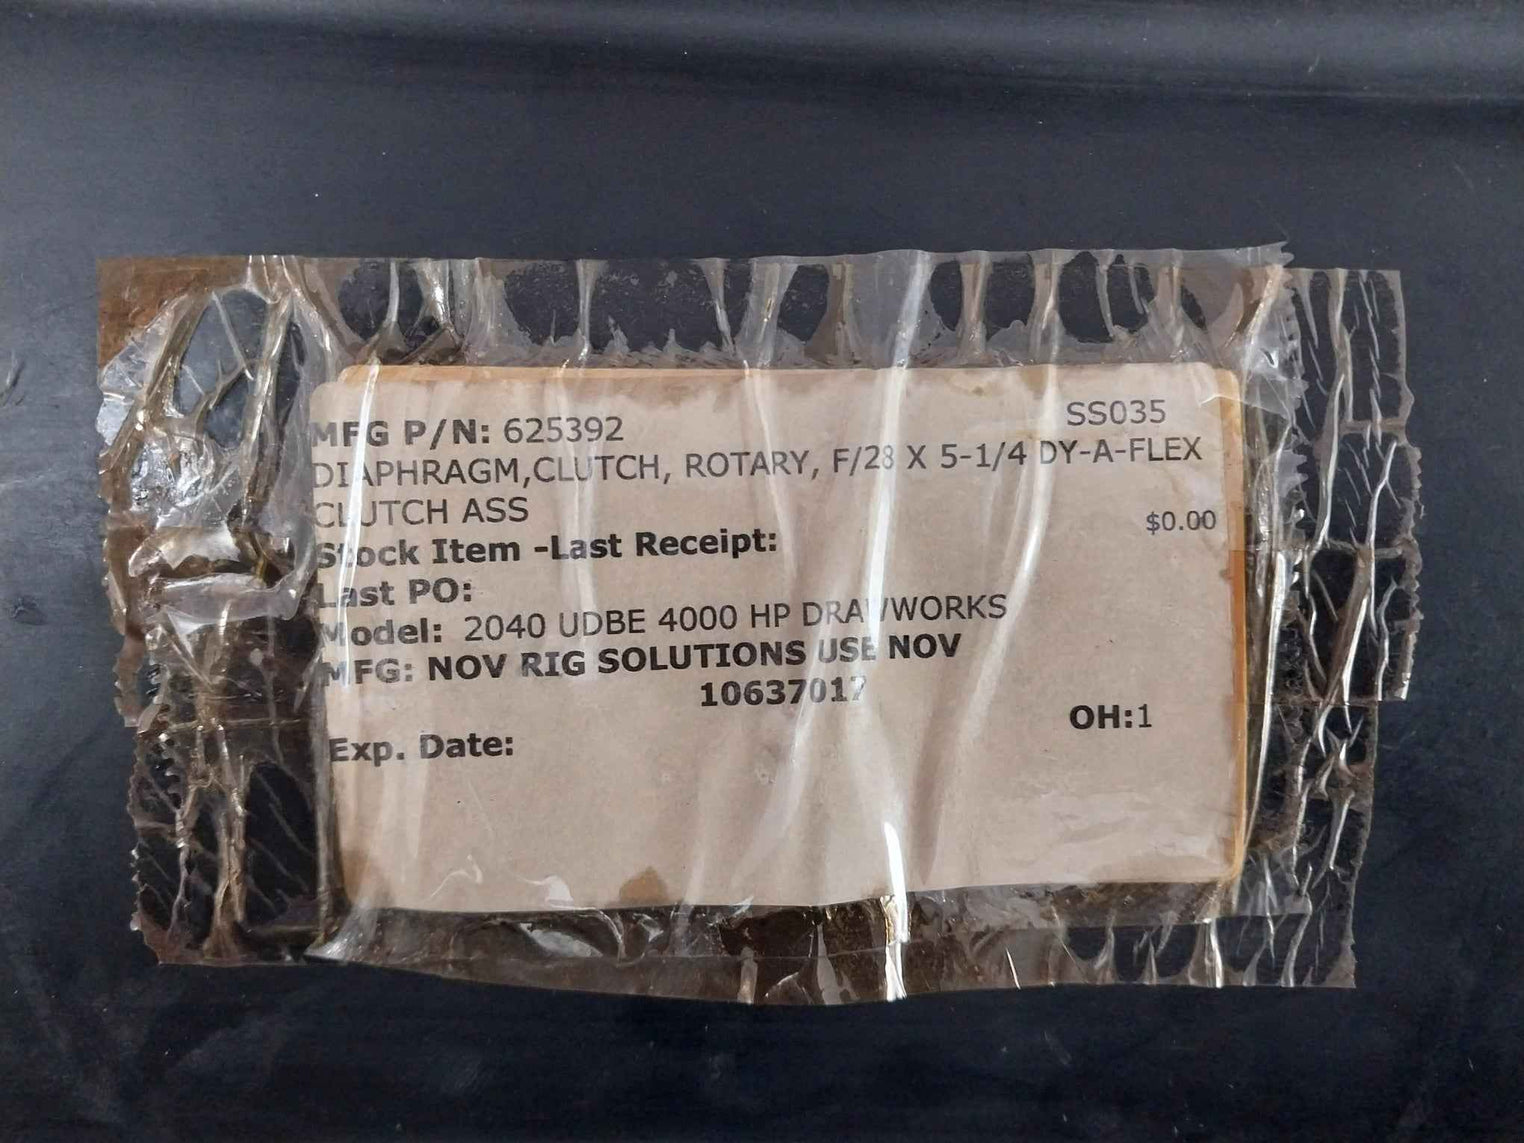 MFG P/N: 625392 SS035
DIAPHRAGM,CLUTCH, ROTARY, F/28 X 5-1/4 DY-A-FLEX
CLUTCH ASS
$0.00
Stock Item -Last Receipt:
Last PO:
Model: 2040 UDBE 4000 HP DRAWWORKS
MFG: NOV RIG SOLUTIONS USE NOV
10637017
OH:1
Exp. Date: